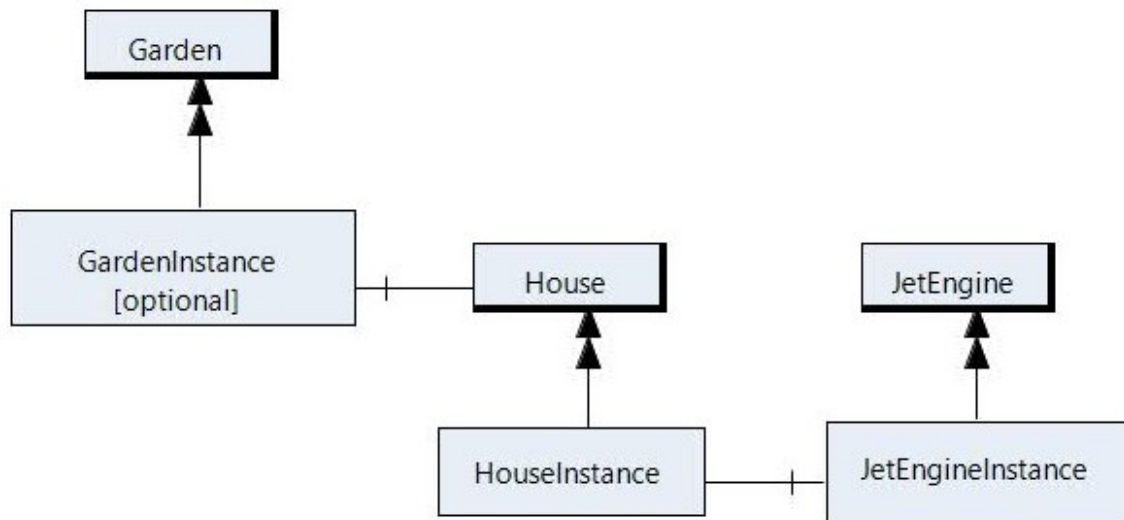 Garden
GardenInstance
[optional]
House
JetEngine
HouseInstance
JetEngineInstance